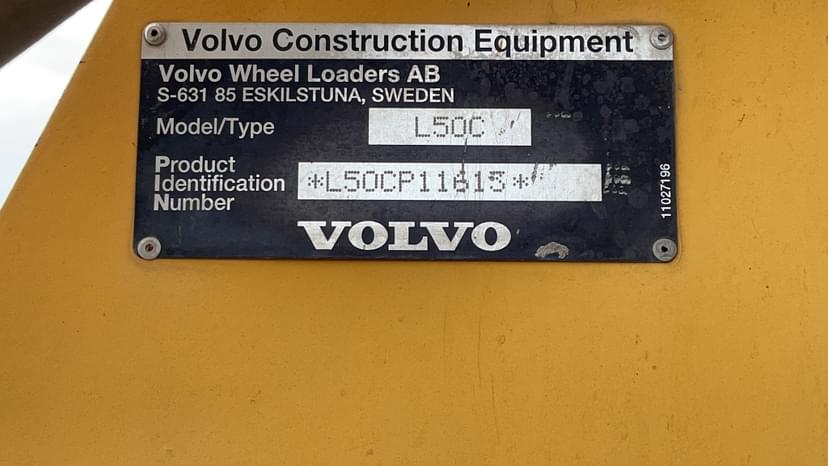 Volvo Construction Equipment
Volvo Wheel Loaders AB
S-631 85 ESKILSTUNA, SWEDEN
Model/Type L50C
Product
Identification *L50CP11615*
Number
VOLVO
11027196